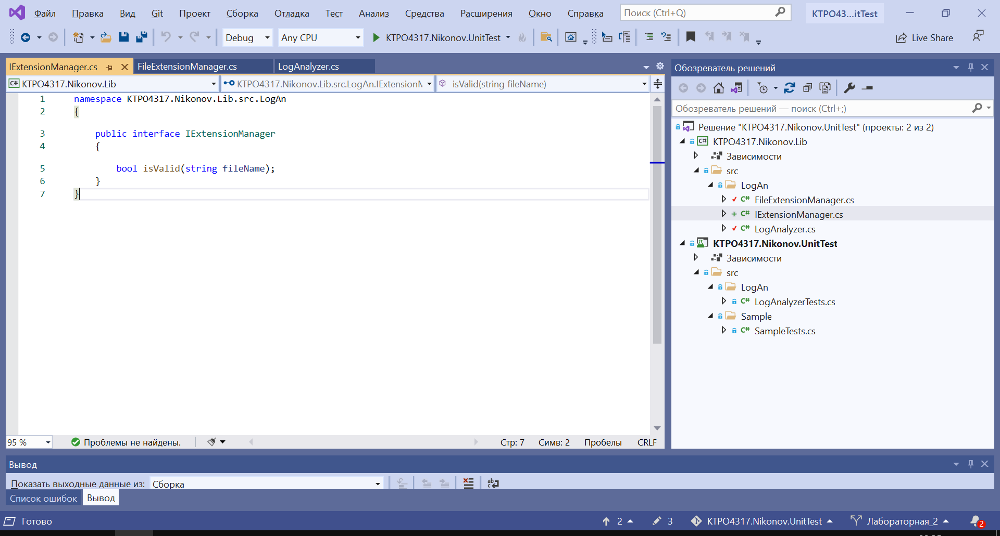 Файл Правка Вид Git Проект Сборка Отладка Тест Анализ Средства Расширения Окно Справка Поиск (Ctrl+Q) KTPO43...itTest
Debug Any CPU KTPO4317.Nikonov.UnitTest Live Share
IExtensionManager.cs FileExtensionManager.cs LogAnalyzer.cs
C# KTPO4317.Nikonov.Lib KTPO4317.Nikonov.Lib.src.LogAn.IExtensionM isValid(string fileName)
1 namespace KTPO4317.Nikonov.Lib.src.LogAn
2 {
3 public interface IExtensionManager
4 {
5 bool isValid(string fileName);
6 }
7 }
95 % Проблемы не найдены. Стр: 7 Симв: 2 Пробелы CRLF
Обозреватель решений
Обозреватель решений — поиск (Ctrl+;)
Решение "KTPO4317.Nikonov.UnitTest" (проекты: 2 из 2)
C# KTPO4317.Nikonov.Lib
Зависимости
src
LogAn
C# FileExtensionManager.cs
C# IExtensionManager.cs
C# LogAnalyzer.cs
KTPO4317.Nikonov.UnitTest
Зависимости
src
LogAn
C# LogAnalyzerTests.cs
Sample
C# SampleTests.cs
Вывод
Показать выходные данные из: Сборка
Список ошибок Вывод
Готово 2 3 KTPO4317.Nikonov.UnitTest Лабораторная_2 2